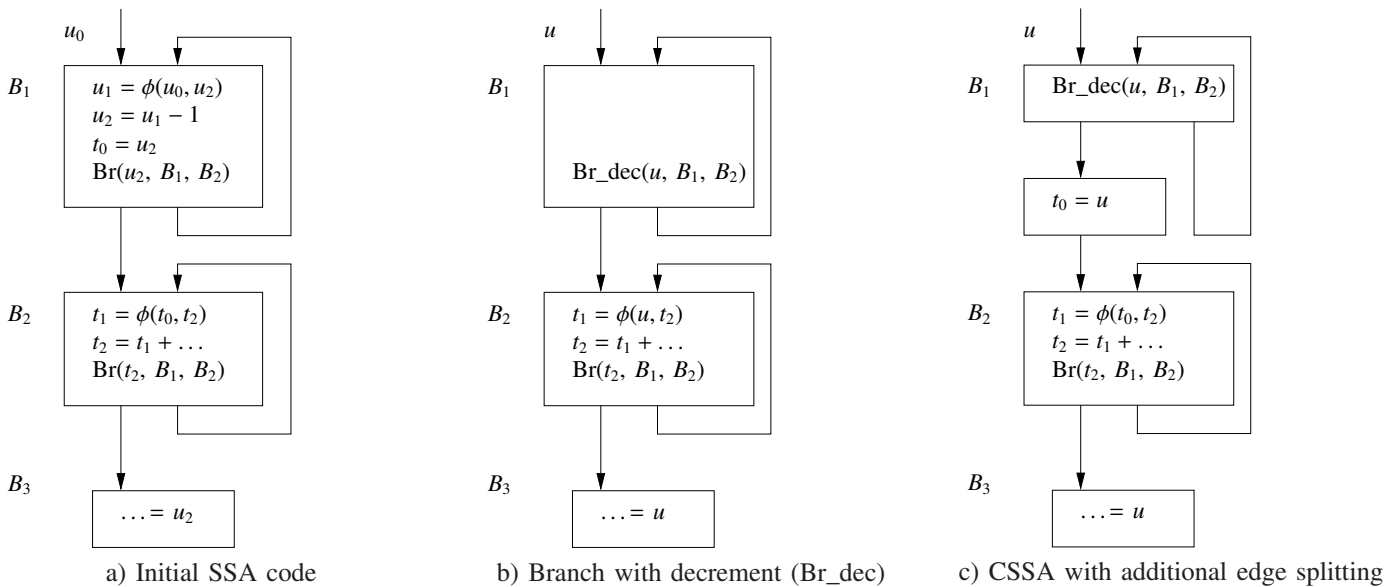 u₀
B₁
u₁ = ϕ(u₀, u₂)
u₂ = u₁ − 1
t₀ = u₂
Br(u₂, B₁, B₂)
B₂
t₁ = ϕ(t₀, t₂)
t₂ = t₁ + . . .
Br(t₂, B₁, B₂)
B₃
. . . = u₂
a) Initial SSA code
u
B₁
Br_dec(u, B₁, B₂)
B₂
t₁ = ϕ(u, t₂)
t₂ = t₁ + . . .
Br(t₂, B₁, B₂)
B₃
. . . = u
b) Branch with decrement (Br_dec)
u
B₁
Br_dec(u, B₁, B₂)
t₀ = u
B₂
t₁ = ϕ(t₀, t₂)
t₂ = t₁ + . . .
Br(t₂, B₁, B₂)
B₃
. . . = u
c) CSSA with additional edge splitting